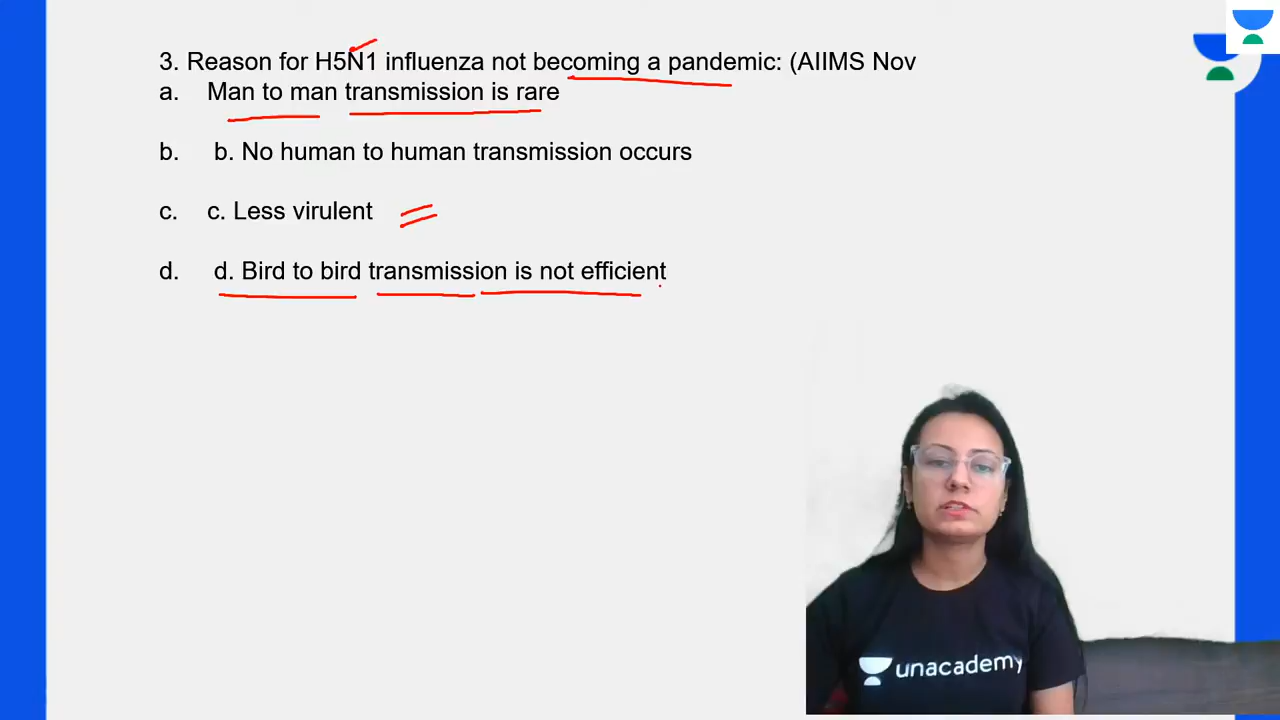 3. Reason for H5N1 influenza not becoming a pandemic: (AIIMS Nov
a. Man to man transmission is rare
b. b. No human to human transmission occurs
c. c. Less virulent
d. d. Bird to bird transmission is not efficient
unacademy